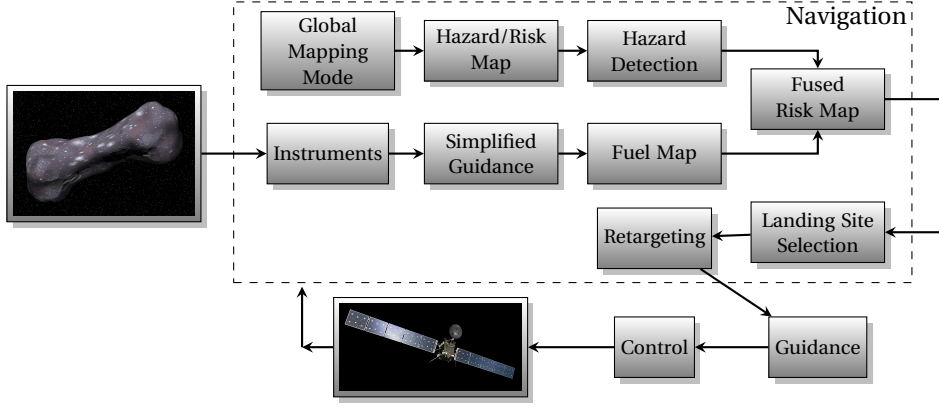 Navigation
Global
Mapping
Mode
Hazard/Risk
Map
Hazard
Detection
Fused
Risk Map
Instruments
Simplified
Guidance
Fuel Map
Retargeting
Landing Site
Selection
Control
Guidance